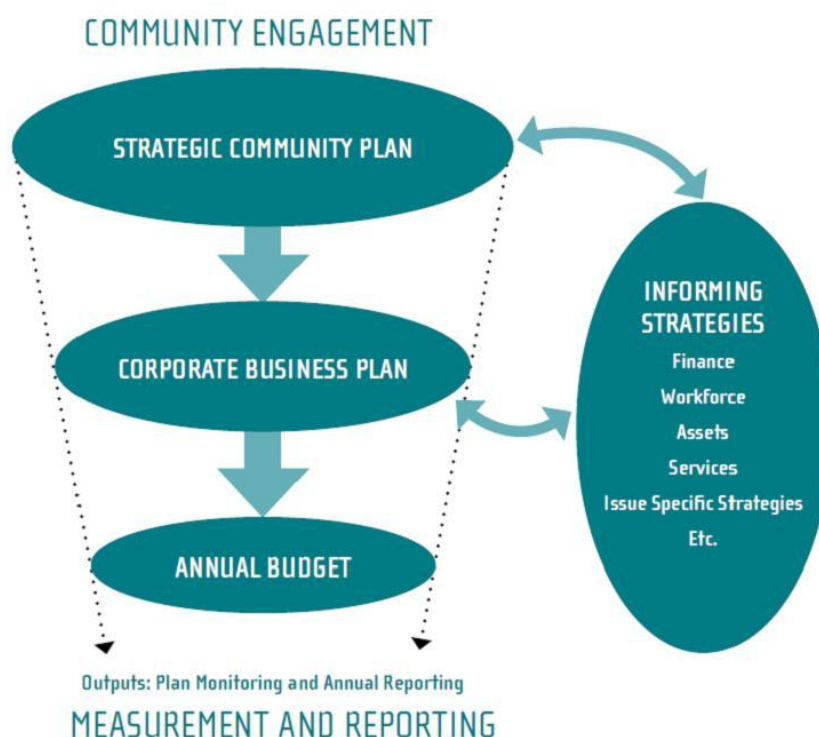 COMMUNITY ENGAGEMENT
STRATEGIC COMMUNITY PLAN
CORPORATE BUSINESS PLAN
ANNUAL BUDGET
INFORMING
STRATEGIES
Finance
Workforce
Assets
Services
Issue Specific Strategies
Etc.
Outputs: Plan Monitoring and Annual Reporting
MEASUREMENT AND REPORTING